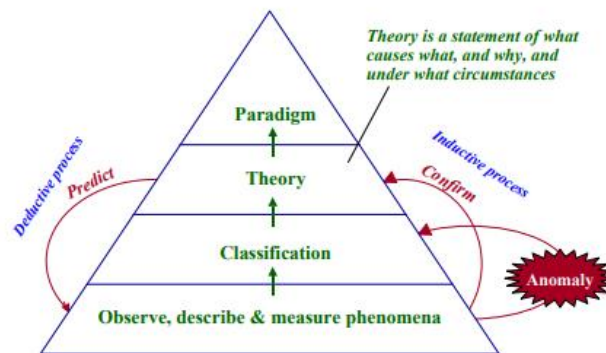 Theory is a statement of what
causes what, and why, and
under what circumstances
Paradigm
Deductive process
Predict
Theory
Inductive process
Confirm
Classification
Anomaly
Observe, describe & measure phenomena